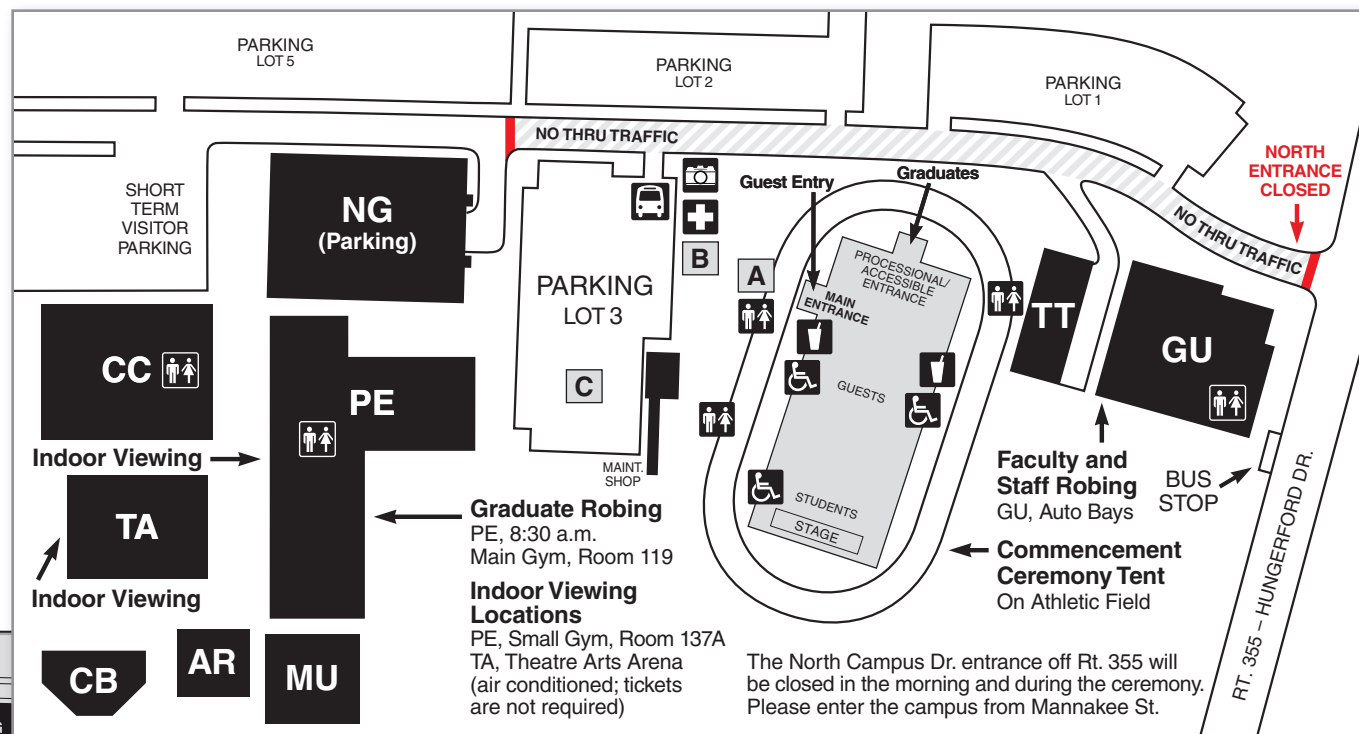 PARKING
LOT 5
PARKING
LOT 2
PARKING
LOT 1
NO THRU TRAFFIC
NORTH
ENTRANCE
CLOSED
NO THRU TRAFFIC
SHORT
TERM
VISITOR
PARKING
NG
(Parking)
Guest Entry
Graduates
B
A
PROCESSIONAL/
ACCESSIBLE
ENTRANCE
MAIN
ENTRANCE
PARKING
LOT 3
C
TT
GU
CC
PE
GUESTS
Indoor Viewing
MAINT.
SHOP
TA
STUDENTS
STAGE
Indoor Viewing
Graduate Robing
PE, 8:30 a.m.
Main Gym, Room 119
Indoor Viewing
Locations
PE, Small Gym, Room 137A
TA, Theatre Arts Arena
(air conditioned; tickets
are not required)
Faculty and
Staff Robing
GU, Auto Bays
BUS
STOP
Commencement
Ceremony Tent
On Athletic Field
RT. 355 – HUNGERFORD DR.
CB
AR
MU
The North Campus Dr. entrance off Rt. 355 will
be closed in the morning and during the ceremony.
Please enter the campus from Mannakee St.